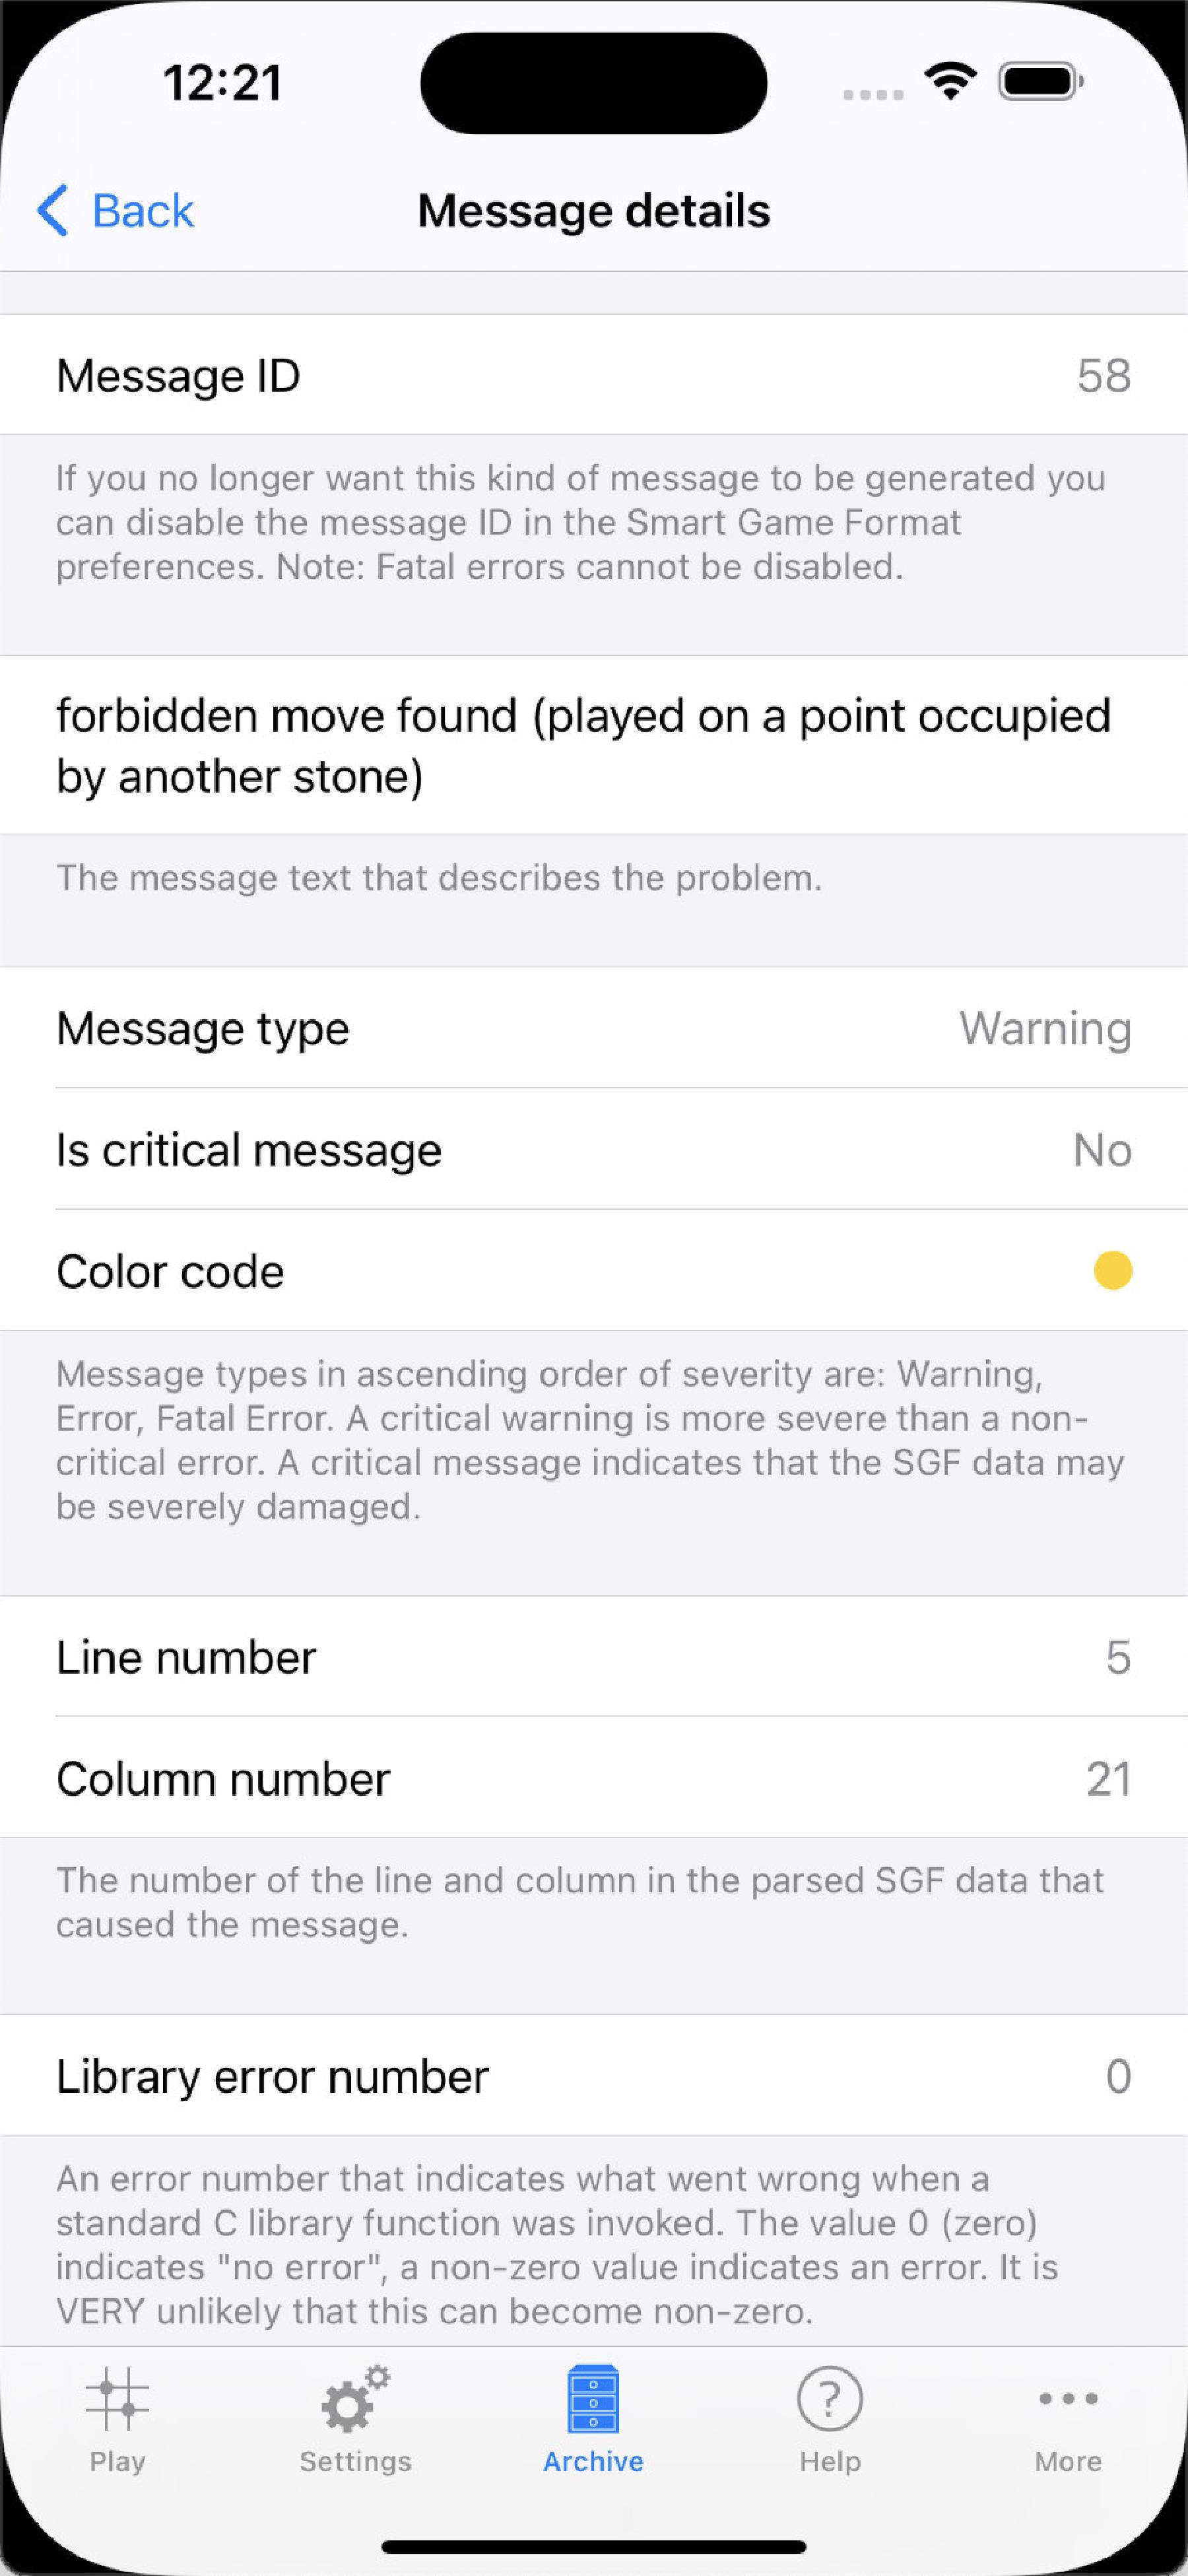 12:21
Back
Message details
Message ID
58
If you no longer want this kind of message to be generated you
can disable the message ID in the Smart Game Format
preferences. Note: Fatal errors cannot be disabled.
forbidden move found (played on a point occupied
by another stone)
The message text that describes the problem.
Message type
Warning
Is critical message
No
Color code
Message types in ascending order of severity are: Warning,
Error, Fatal Error. A critical warning is more severe than a non-
critical error. A critical message indicates that the SGF data may
be severely damaged.
Line number
5
Column number
21
The number of the line and column in the parsed SGF data that
caused the message.
Library error number
0
An error number that indicates what went wrong when a
standard C library function was invoked. The value 0 (zero)
indicates "no error", a non-zero value indicates an error. It is
VERY unlikely that this can become non-zero.
Play
Settings
Archive
?
Help
More